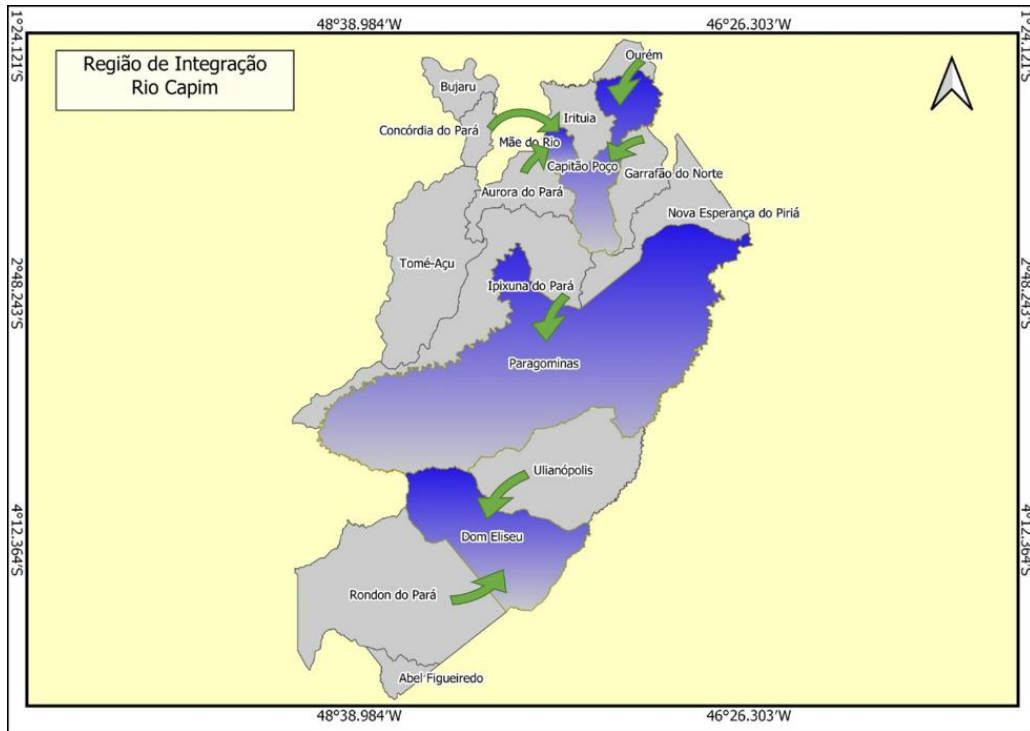 48°38.984′W
46°26.303′W
1°24.121′S
1°24.121′S
Região de Integração
Rio Capim
Ourém
Bujaru
Irituia
Concórdia do Pará
Mãe do Rio
Capitão Poço
Garrafão do Norte
Aurora do Pará
Nova Esperança do Piriá
Tomé-Açu
2°48.243′S
2°48.243′S
Ipixuna do Pará
Paragominas
Ulianópolis
4°12.364′S
4°12.364′S
Dom Eliseu
Rondon do Pará
Abel Figueiredo
48°38.984′W
46°26.303′W